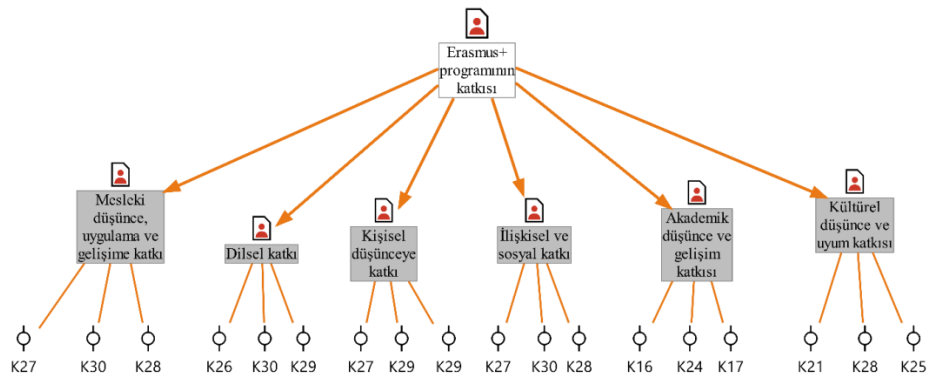 Erasmus+
programının
katkısı
Mesleki
düşünce,
uygulama ve
gelişime katkı
Dilsel katkı
Kişisel
düşünceye
katkı
İlişkisel ve
sosyal katkı
Akademik
düşünce ve
gelişim
katkısı
Kültürel
düşünce ve
uyum katkısı
K27 K30 K28 K26 K30 K29 K27 K29 K29 K27 K30 K28 K16 K24 K17 K21 K28 K25